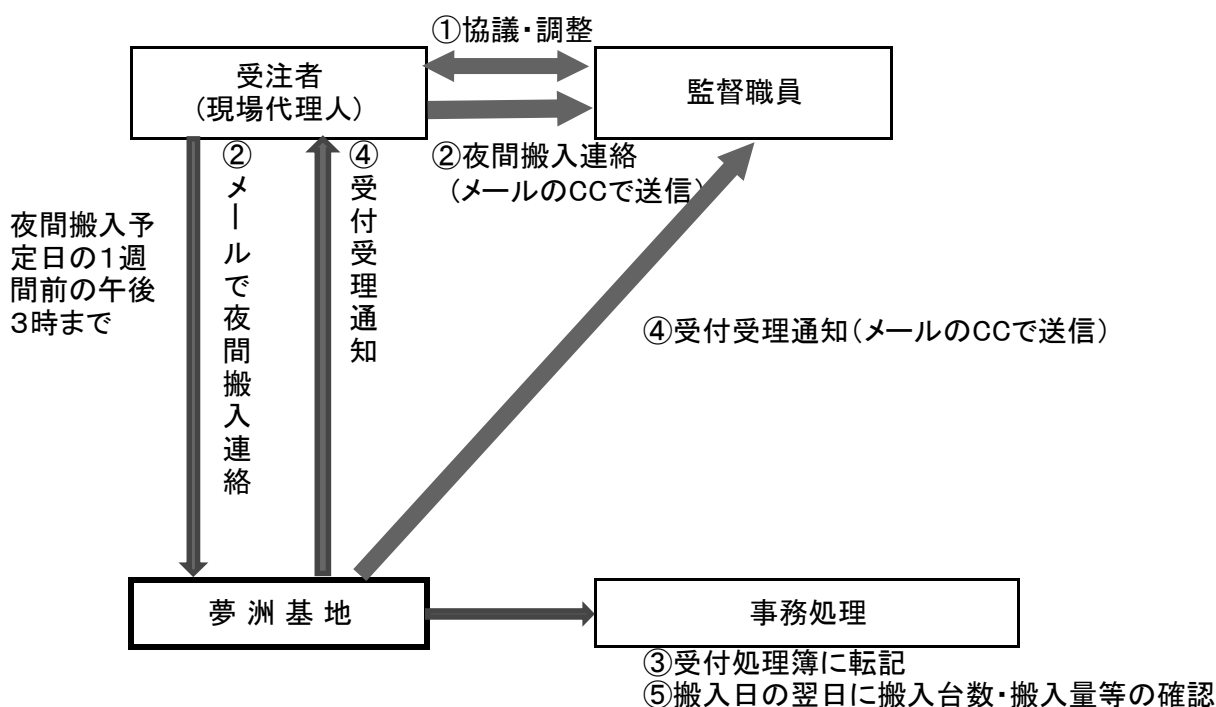 ①協議・調整
受注者
(現場代理人)
監督職員
②夜間搬入連絡
(メールのCCで送信)
②メールで夜間搬入連絡
④受付受理通知
夜間搬入予
定日の1週
間前の午後
3時まで
④受付受理通知(メールのCCで送信)
夢洲基地
事務処理
③受付処理簿に転記
⑤搬入日の翌日に搬入台数・搬入量等の確認